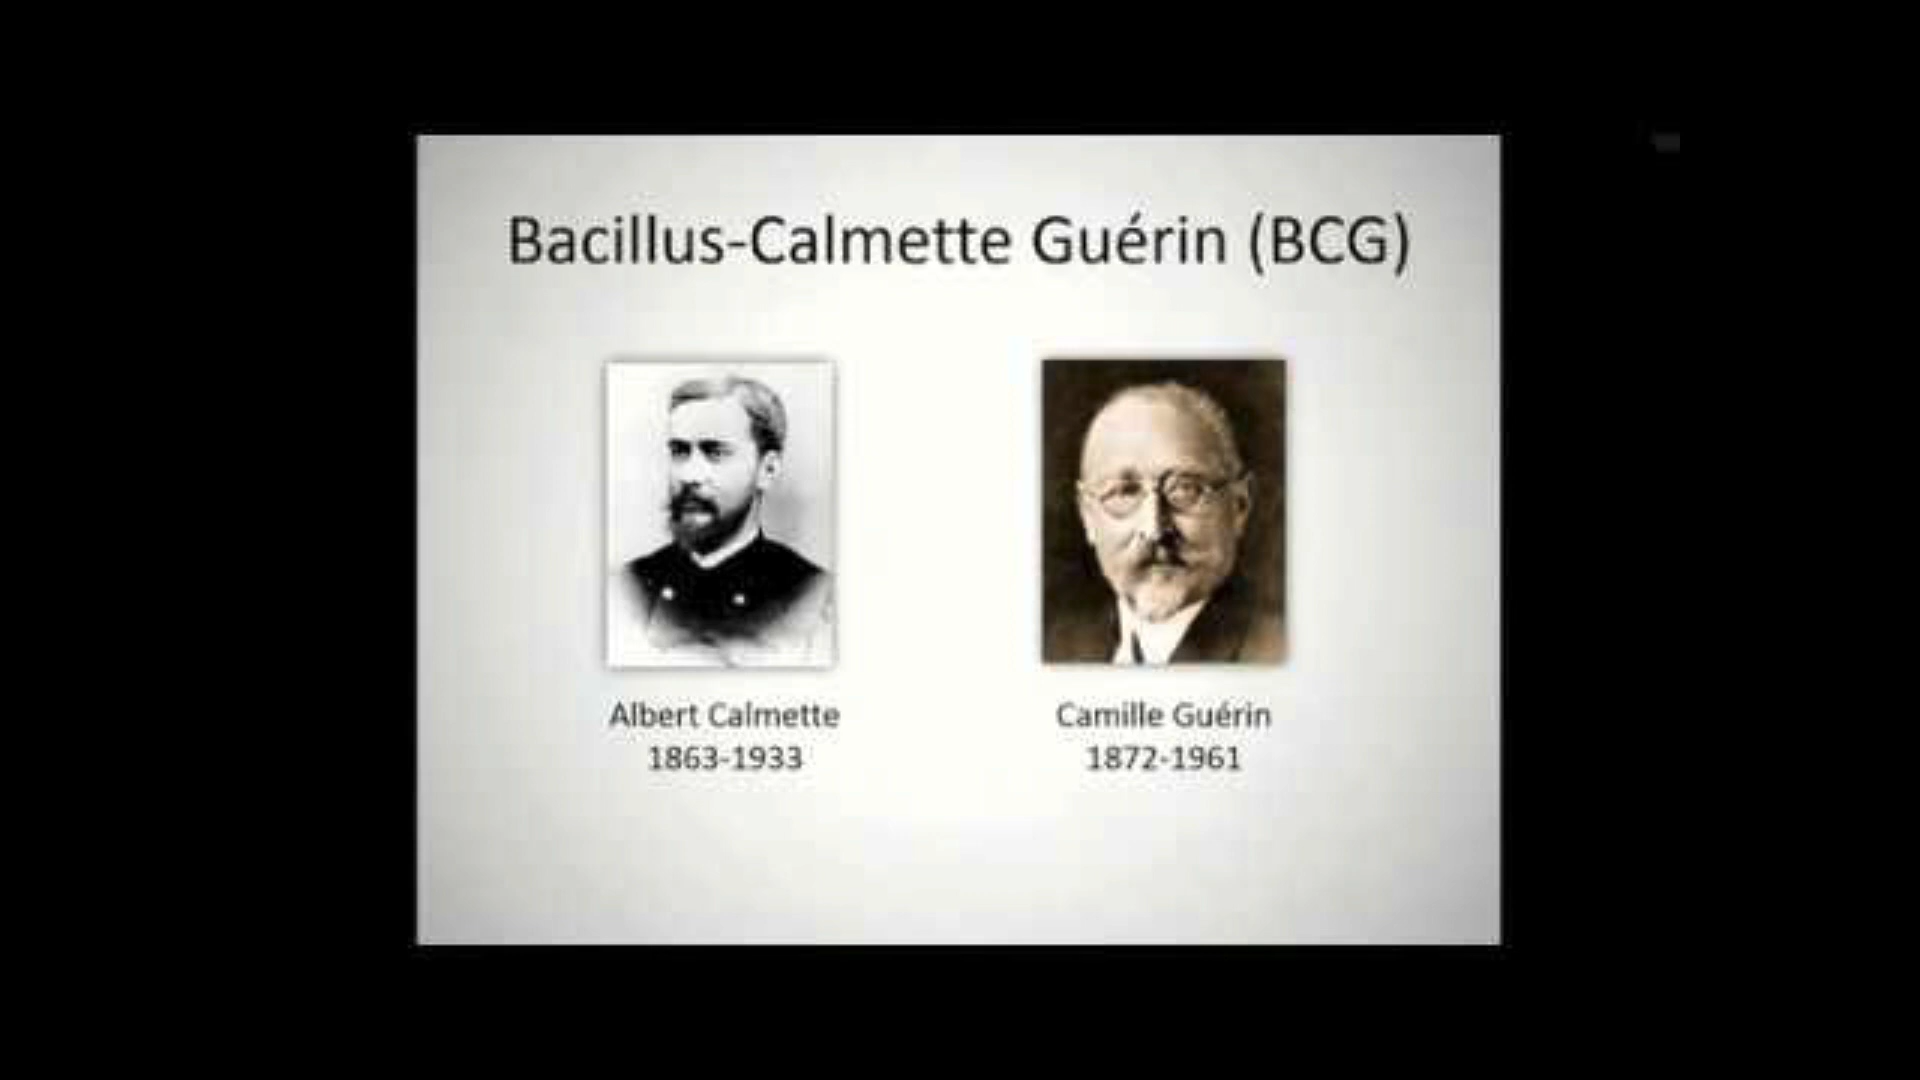 Bacillus-Calmette Guérin (BCG)
Albert Calmette
1863-1933
Camille Guérin
1872-1961